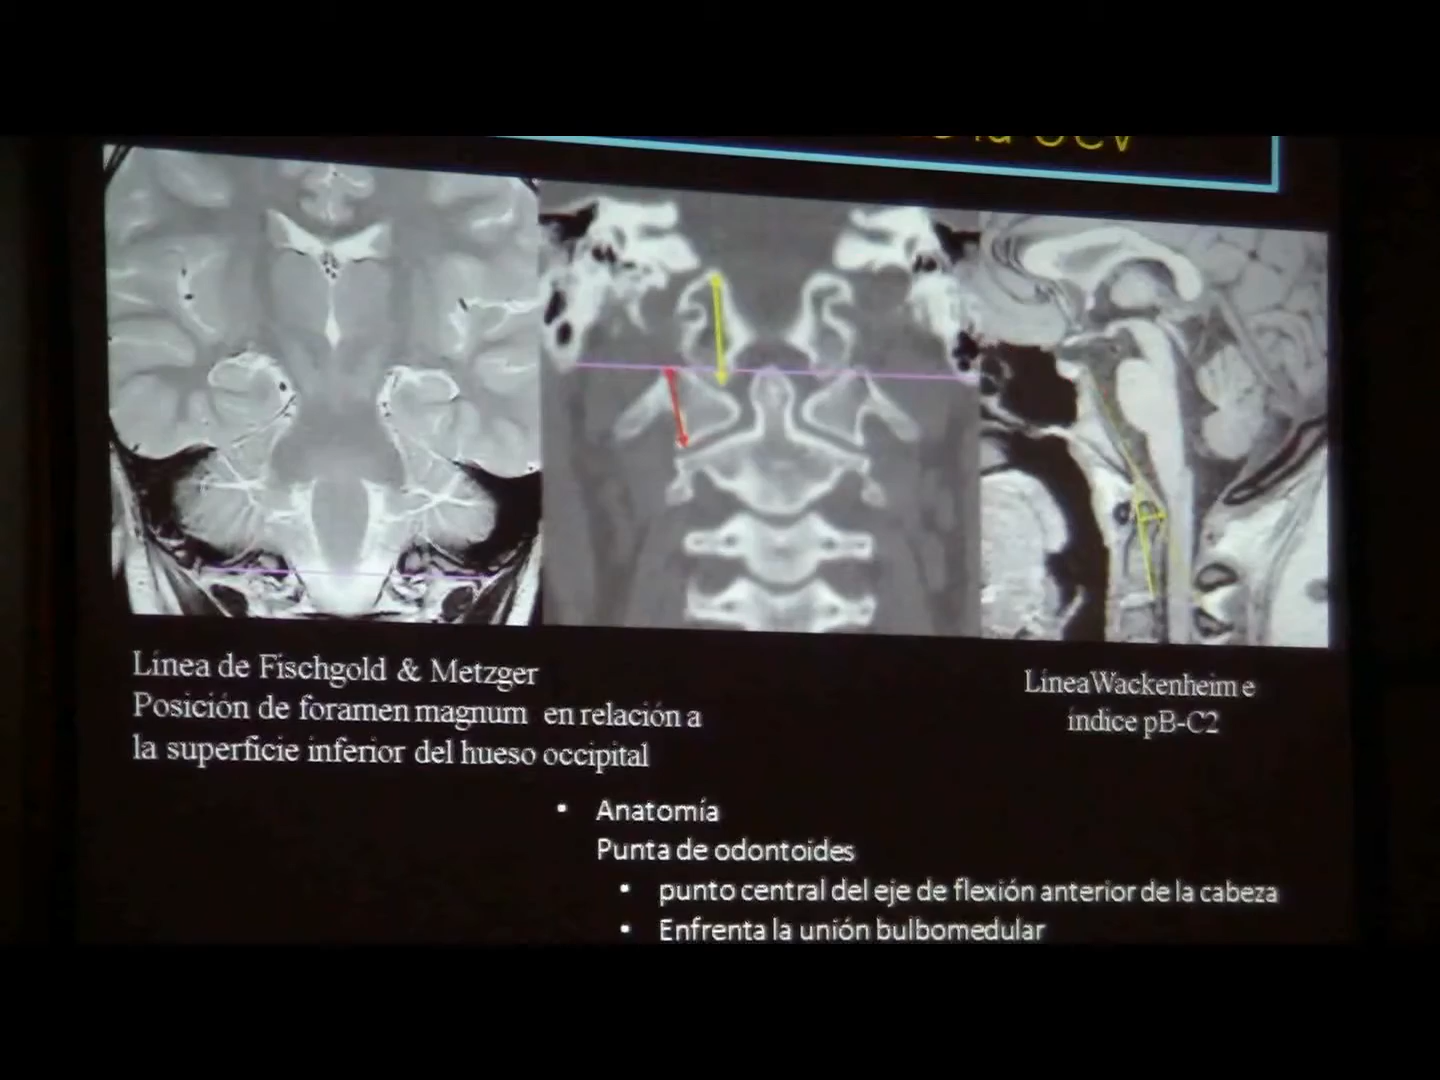 la UCV
Línea de Fischgold & Metzger
Posición de foramen magnum en relación a
la superficie inferior del hueso occipital
Línea Wackenheim e
índice pB-C2
• Anatomía
Punta de odontoides
• punto central del eje de flexión anterior de la cabeza
• Enfrenta la unión bulbomedular